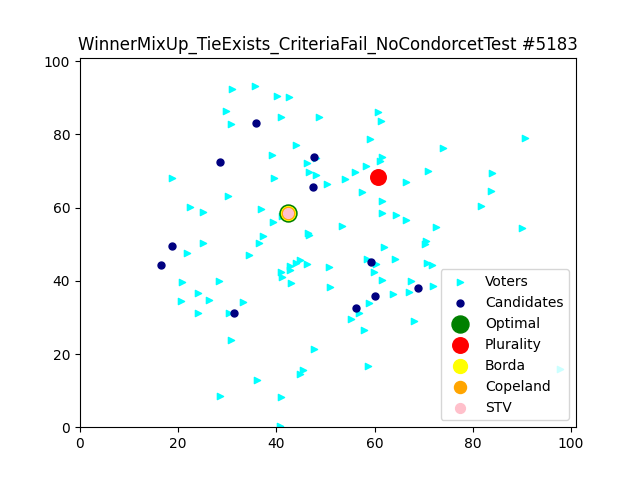 WinnerMixUp_TieExists_CriteriaFail_NoCondorcetTest #5183
100
80
60
40
20
0
0 20 40 60 80 100
Voters
Candidates
Optimal
Plurality
Borda
Copeland
STV